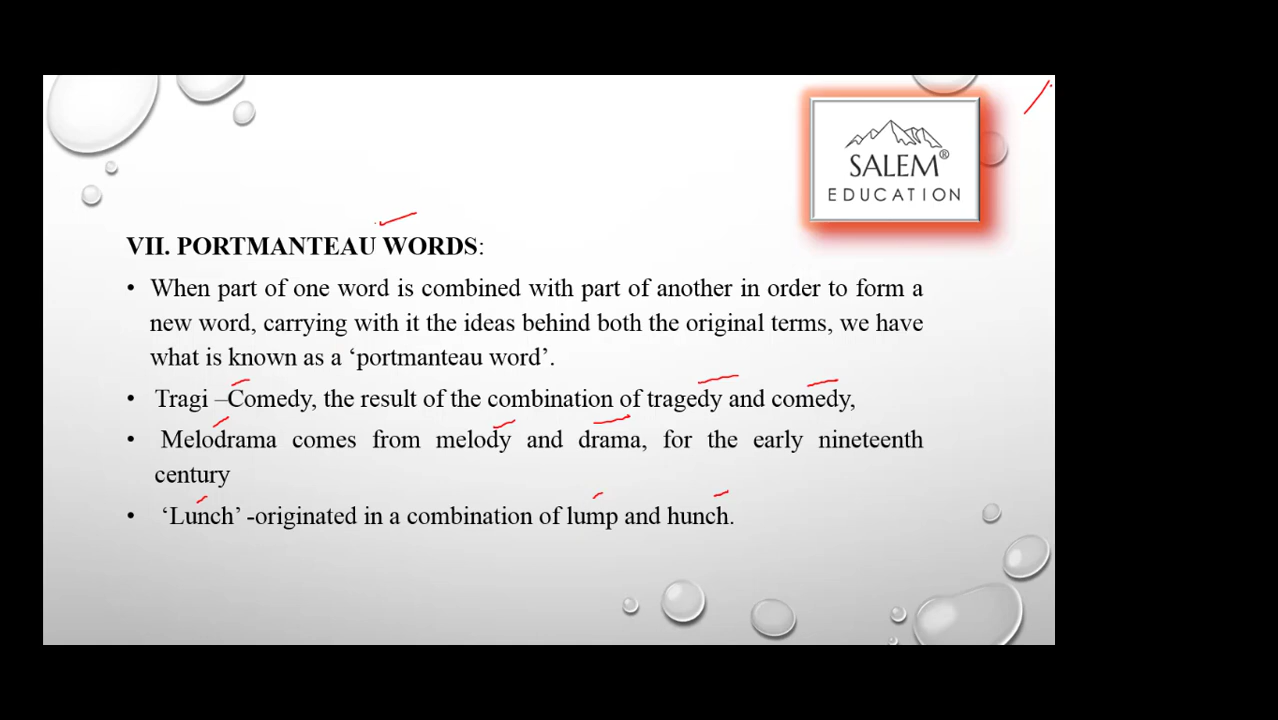 SALEM®
EDUCATION
VII. PORTMANTEAU WORDS:
• When part of one word is combined with part of another in order to form a
new word, carrying with it the ideas behind both the original terms, we have
what is known as a ‘portmanteau word’.
• Tragi –Comedy, the result of the combination of tragedy and comedy,
• Melodrama comes from melody and drama, for the early nineteenth
century
• ‘Lunch’ -originated in a combination of lump and hunch.